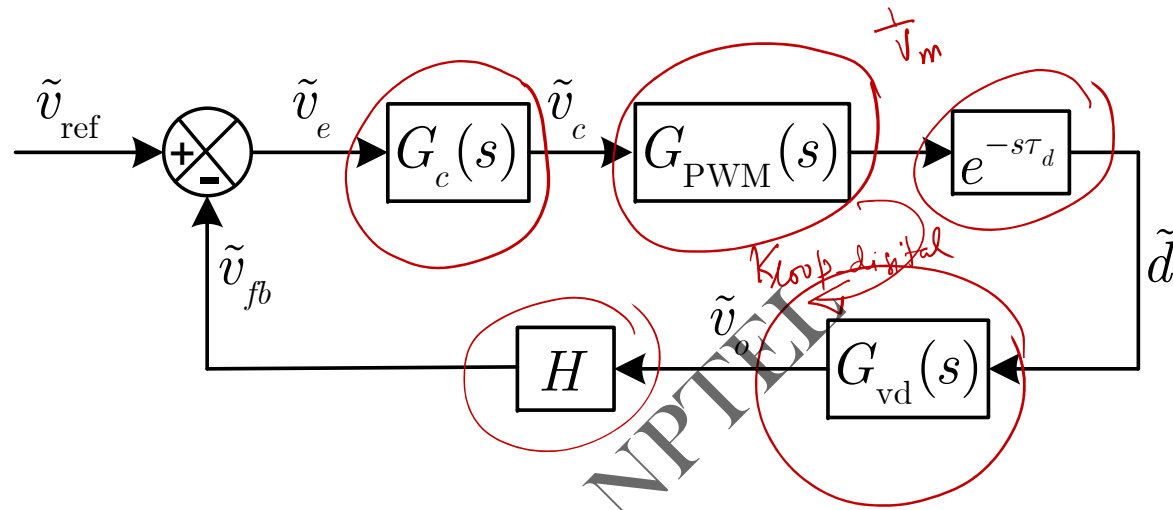 1/v_m
ṽ_ref
+
-
ṽ_e
G_c(s)
ṽ_c
G_PWM(s)
e^{-sτ_d}
d̃
K_loop-digital
ṽ_fb
H
ṽ_o
G_vd(s)
NPTEL